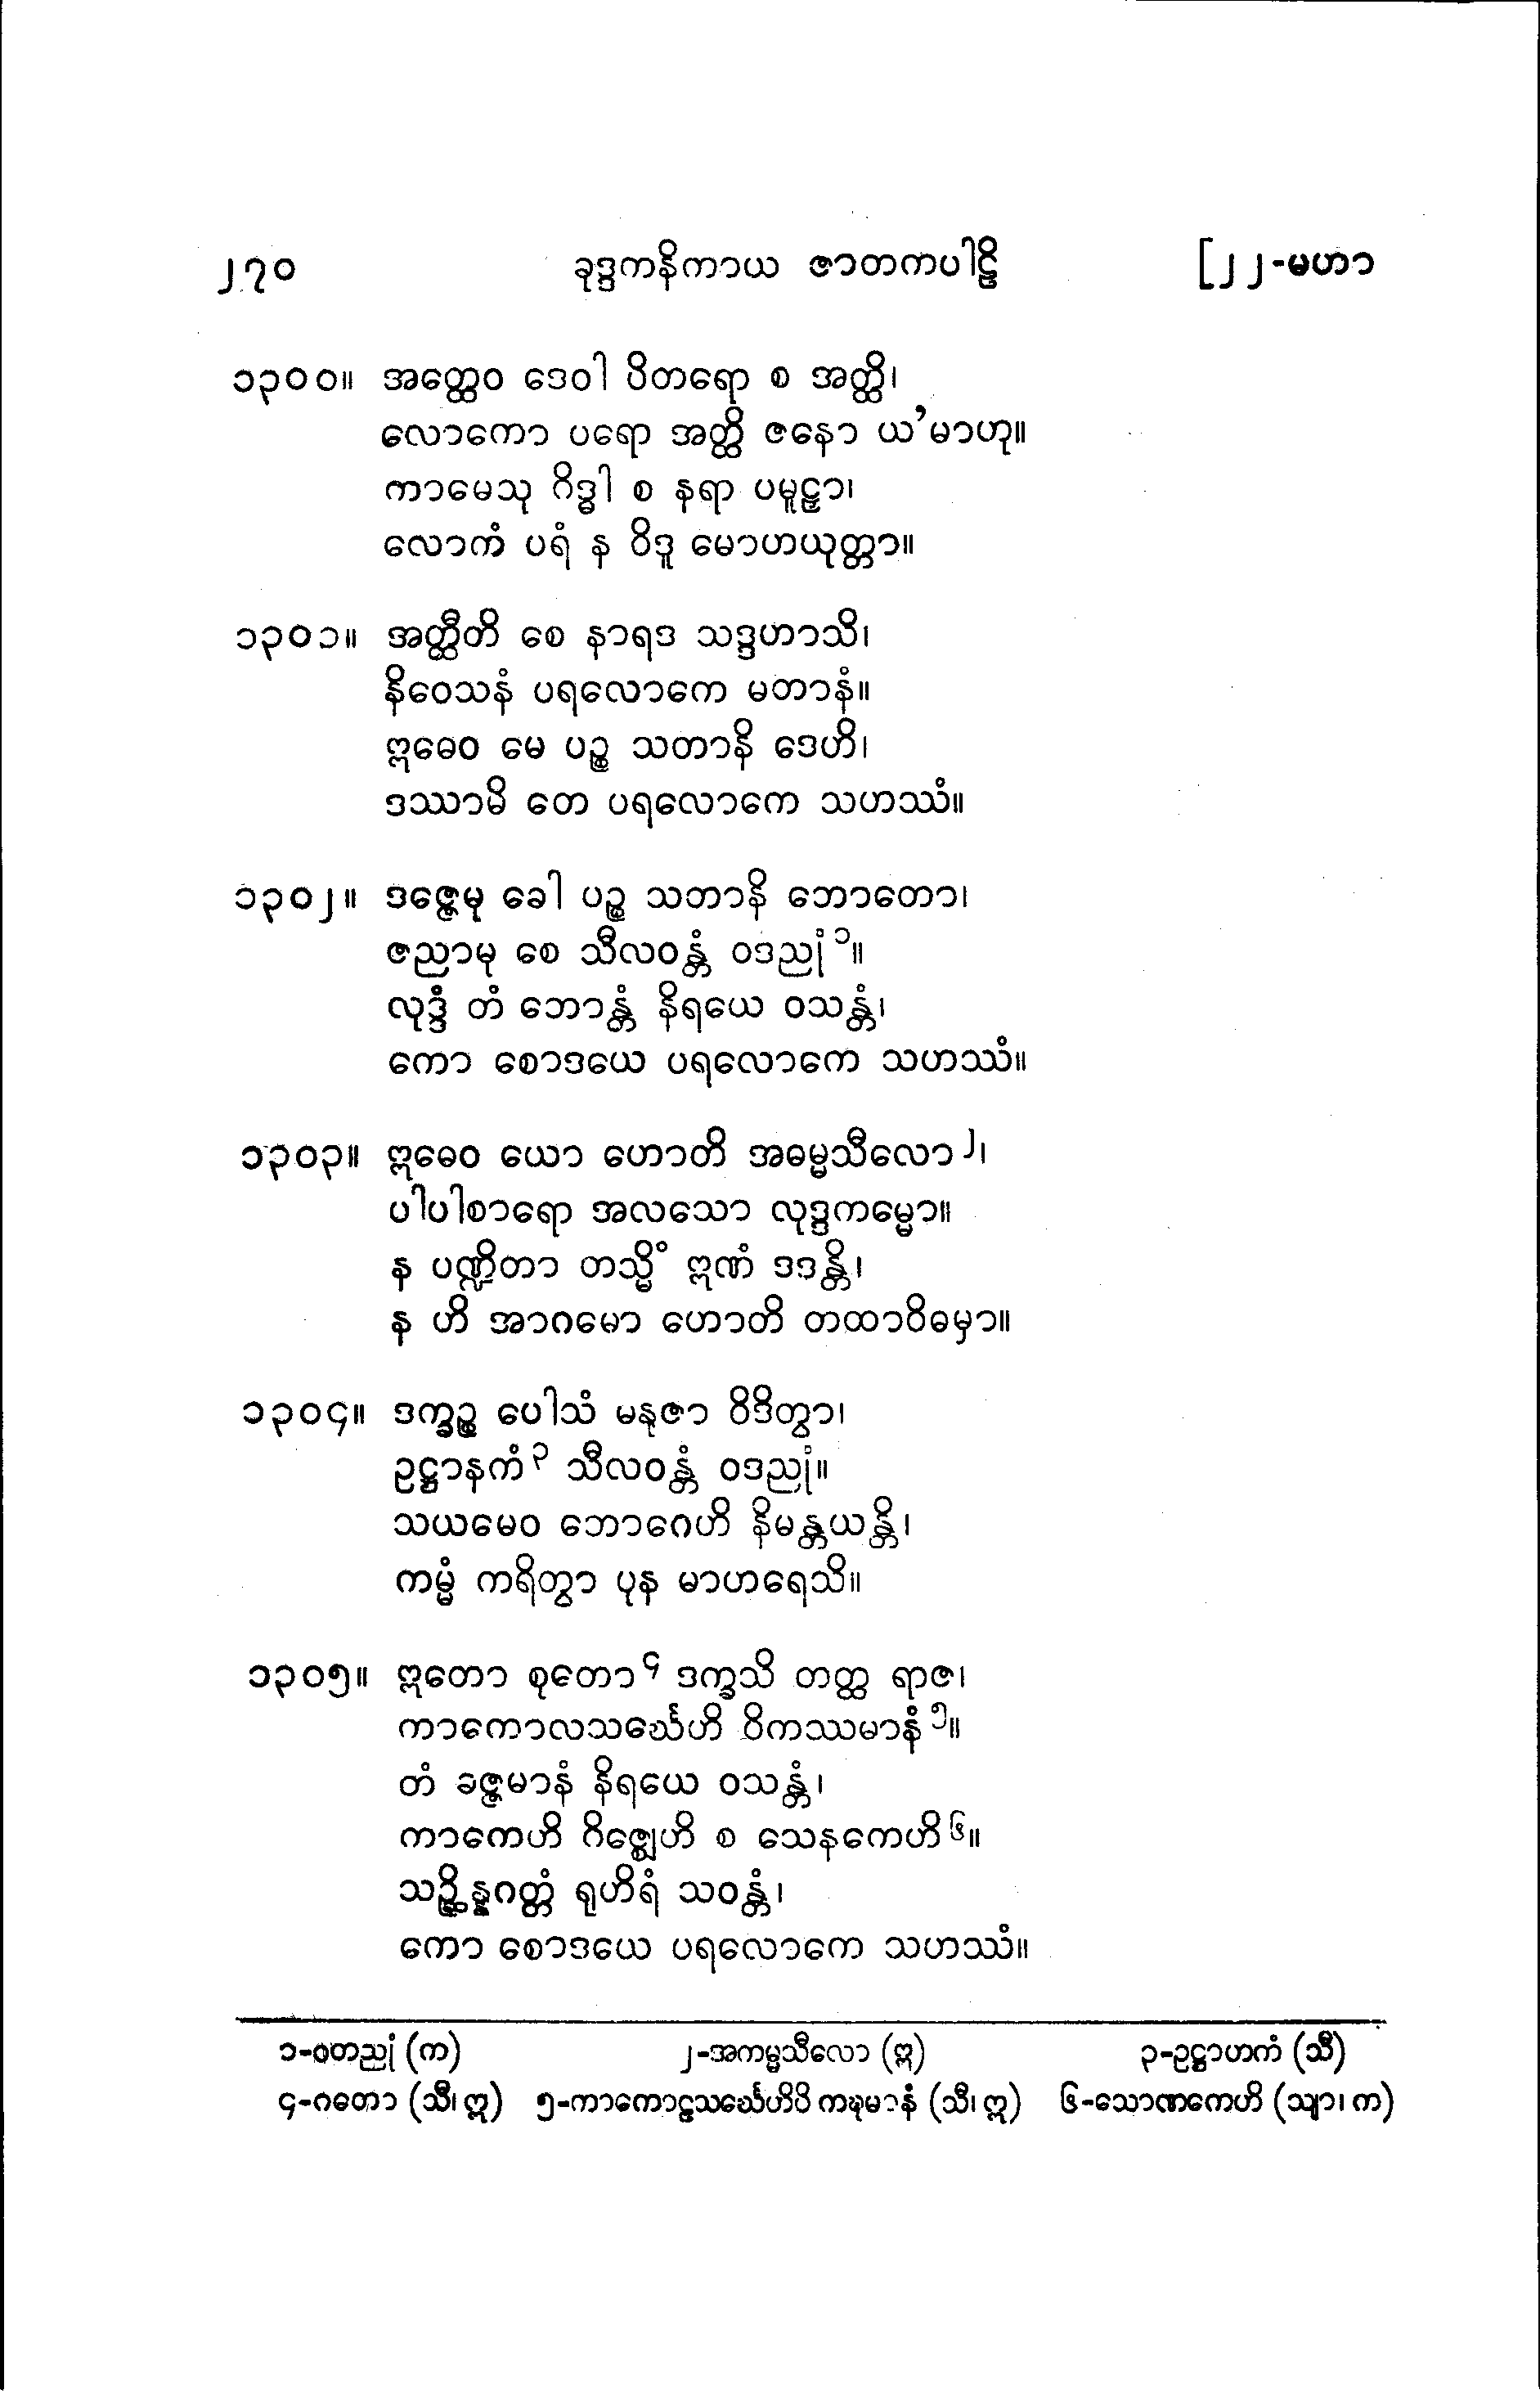 ၂၇၀ ခုဒ္ဒကနိကာယ ဇာတကပါဠိ [၂၂-မဟာ
၁၃၀၀။ အတ္ထေဝ ဒေဝါ ပိတရော စ အတ္ထိ၊
လောကော ပရော အတ္ထိ ဇနော ယ’မာဟု။
ကာမေသု ဂိဒ္ဓါ စ နရာ ပမူဠှာ၊
လောကံ ပရံ န ဝိဒူ မောဟယုတ္တာ။
၁၃၀၁။ အတ္ထီတိ စေ နာရဒ သဒ္ဒဟာသိ၊
နိဝေသနံ ပရလောကေ မတာနံ။
ဣဓေဝ မေ ပဉ္စ သတာနိ ဒေဟိ၊
ဒဿာမိ တေ ပရလောကေ သဟဿံ။
၁၃၀၂။ ဒဇ္ဇေမု ခေါ ပဉ္စ သတာနိ ဘောတော၊
ဇညာမု စေ သီလဝန္တံ ဝဒညုံ၁။
လုဒ္ဒံ တံ ဘောန္တံ နိရယေ ဝသန္တံ၊
ကော စောဒယေ ပရလောကေ သဟဿံ။
၁၃၀၃။ ဣဓေဝ ယော ဟောတိ အဓမ္မသီလော၂၊
ပါပါစာရော အလသော လုဒ္ဒကမ္မော။
န ပဏ္ဍိတာ တသ္မိံ ဣဏံ ဒဒန္တိ၊
န ဟိ အာဂမော ဟောတိ တထာဝိဓမှာ။
၁၃၀၄။ ဒက္ခဉ္စ ပေါသံ မနုဇာ ဝိဒိတွာ၊
ဥဋ္ဌာနကံ၃ သီလဝန္တံ ဝဒညုံ။
သယမေဝ ဘောဂေဟိ နိမန္တယန္တိ၊
ကမ္မံ ကရိတွာ ပုန မာဟရေသိ။
၁၃၀၅။ ဣတော စုတော၄ ဒက္ခသိ တတ္ထ ရာဇ၊
ကာကောလသင်္ဃေဟိ ဝိကဿမာနံ၅။
တံ ခဇ္ဇမာနံ နိရယေ ဝသန္တံ၊
ကာကေဟိ ဂိဇ္ဈေဟိ စ သေနကေဟိ၆။
သဉ္ဆိန္နဂတ္တံ ရုဟိရံ သဝန္တံ၊
ကော စောဒယေ ပရလောကေ သဟဿံ။
၁-ဝတညုံ (က) ၂-အကမ္မသီလော (ဣ) ၃-ဥဋ္ဌာဟကံ (သီ)
၄-ဂတော (သီ၊ ဣ) ၅-ကာကောဠသင်္ဃေဟိပိ ကဍ္ဎမာနံ (သီ၊ ဣ) ၆-သောဏကေဟိ (သျာ၊ က)